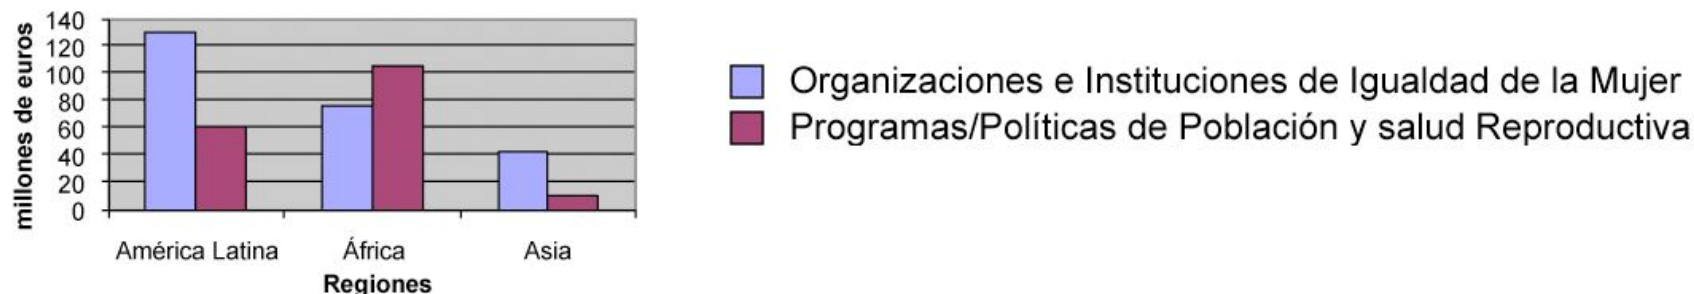 millones de euros
140
120
100
80
60
40
20
0
América Latina
África
Asia
Regiones
Organizaciones e Instituciones de Igualdad de la Mujer
Programas/Políticas de Población y salud Reproductiva